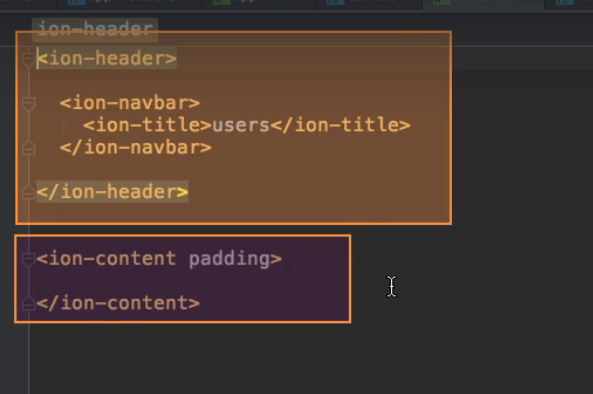 ion-header
<ion-header>
<ion-navbar>
<ion-title>users</ion-title>
</ion-navbar>
</ion-header>
<ion-content padding>
</ion-content>